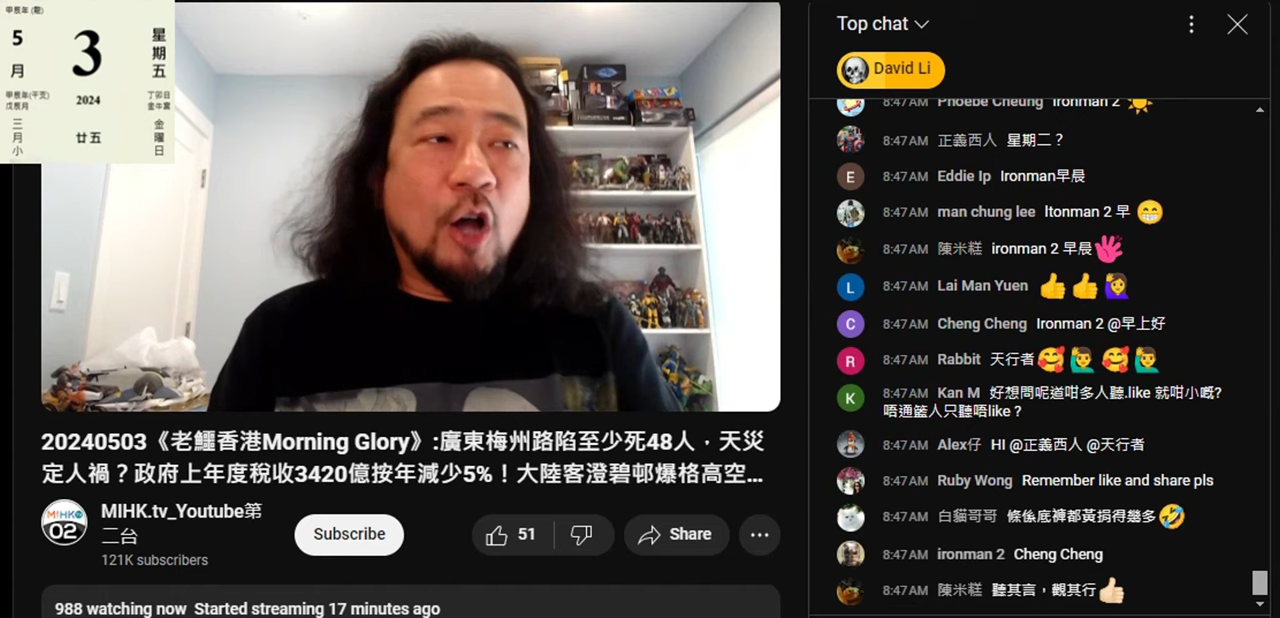 甲辰年 (龍)
5
月
3
星期五
甲辰年(干支)
戊辰月
2024
丁卯日
三月小
廿五
金曜日
20240503《老鱷香港Morning Glory》:廣東梅州路陷至少死48人，天災
定人禍？政府上年度稅收3420億按年減少5%！大陸客澄碧邨爆格高空...
MIHK.tv_Youtube第
二台
121K subscribers
MIHK
02
Subscribe
51
Share
988 watching now Started streaming 17 minutes ago
Top chat
David Li
8:47 AM Phoebe Cheung Ironman 2
8:47 AM 正義西人 星期二？
E 8:47 AM Eddie Ip Ironman早晨
8:47 AM man chung lee Itonman 2 早 😁
8:47 AM 陳米糕 ironman 2 早晨
L 8:47 AM Lai Man Yuen 👍👍🙋‍♀️
C 8:47 AM Cheng Cheng Ironman 2 @早上好
R 8:47 AM Rabbit 天行者🥰🙋‍♂️🥰🙋‍♂️
K 8:47 AM Kan M 好想問呢道咁多人聽.like 就咁小嘅?
唔通篋人只聽唔like？
8:47 AM Alex仔 HI @正義西人 @天行者
8:47 AM Ruby Wong Remember like and share pls
8:47 AM 白貓哥哥 條係底褲都黃捐得幾多🤣
8:47 AM ironman 2 Cheng Cheng
8:47 AM 陳米糕 聽其言，觀其行👍🏻